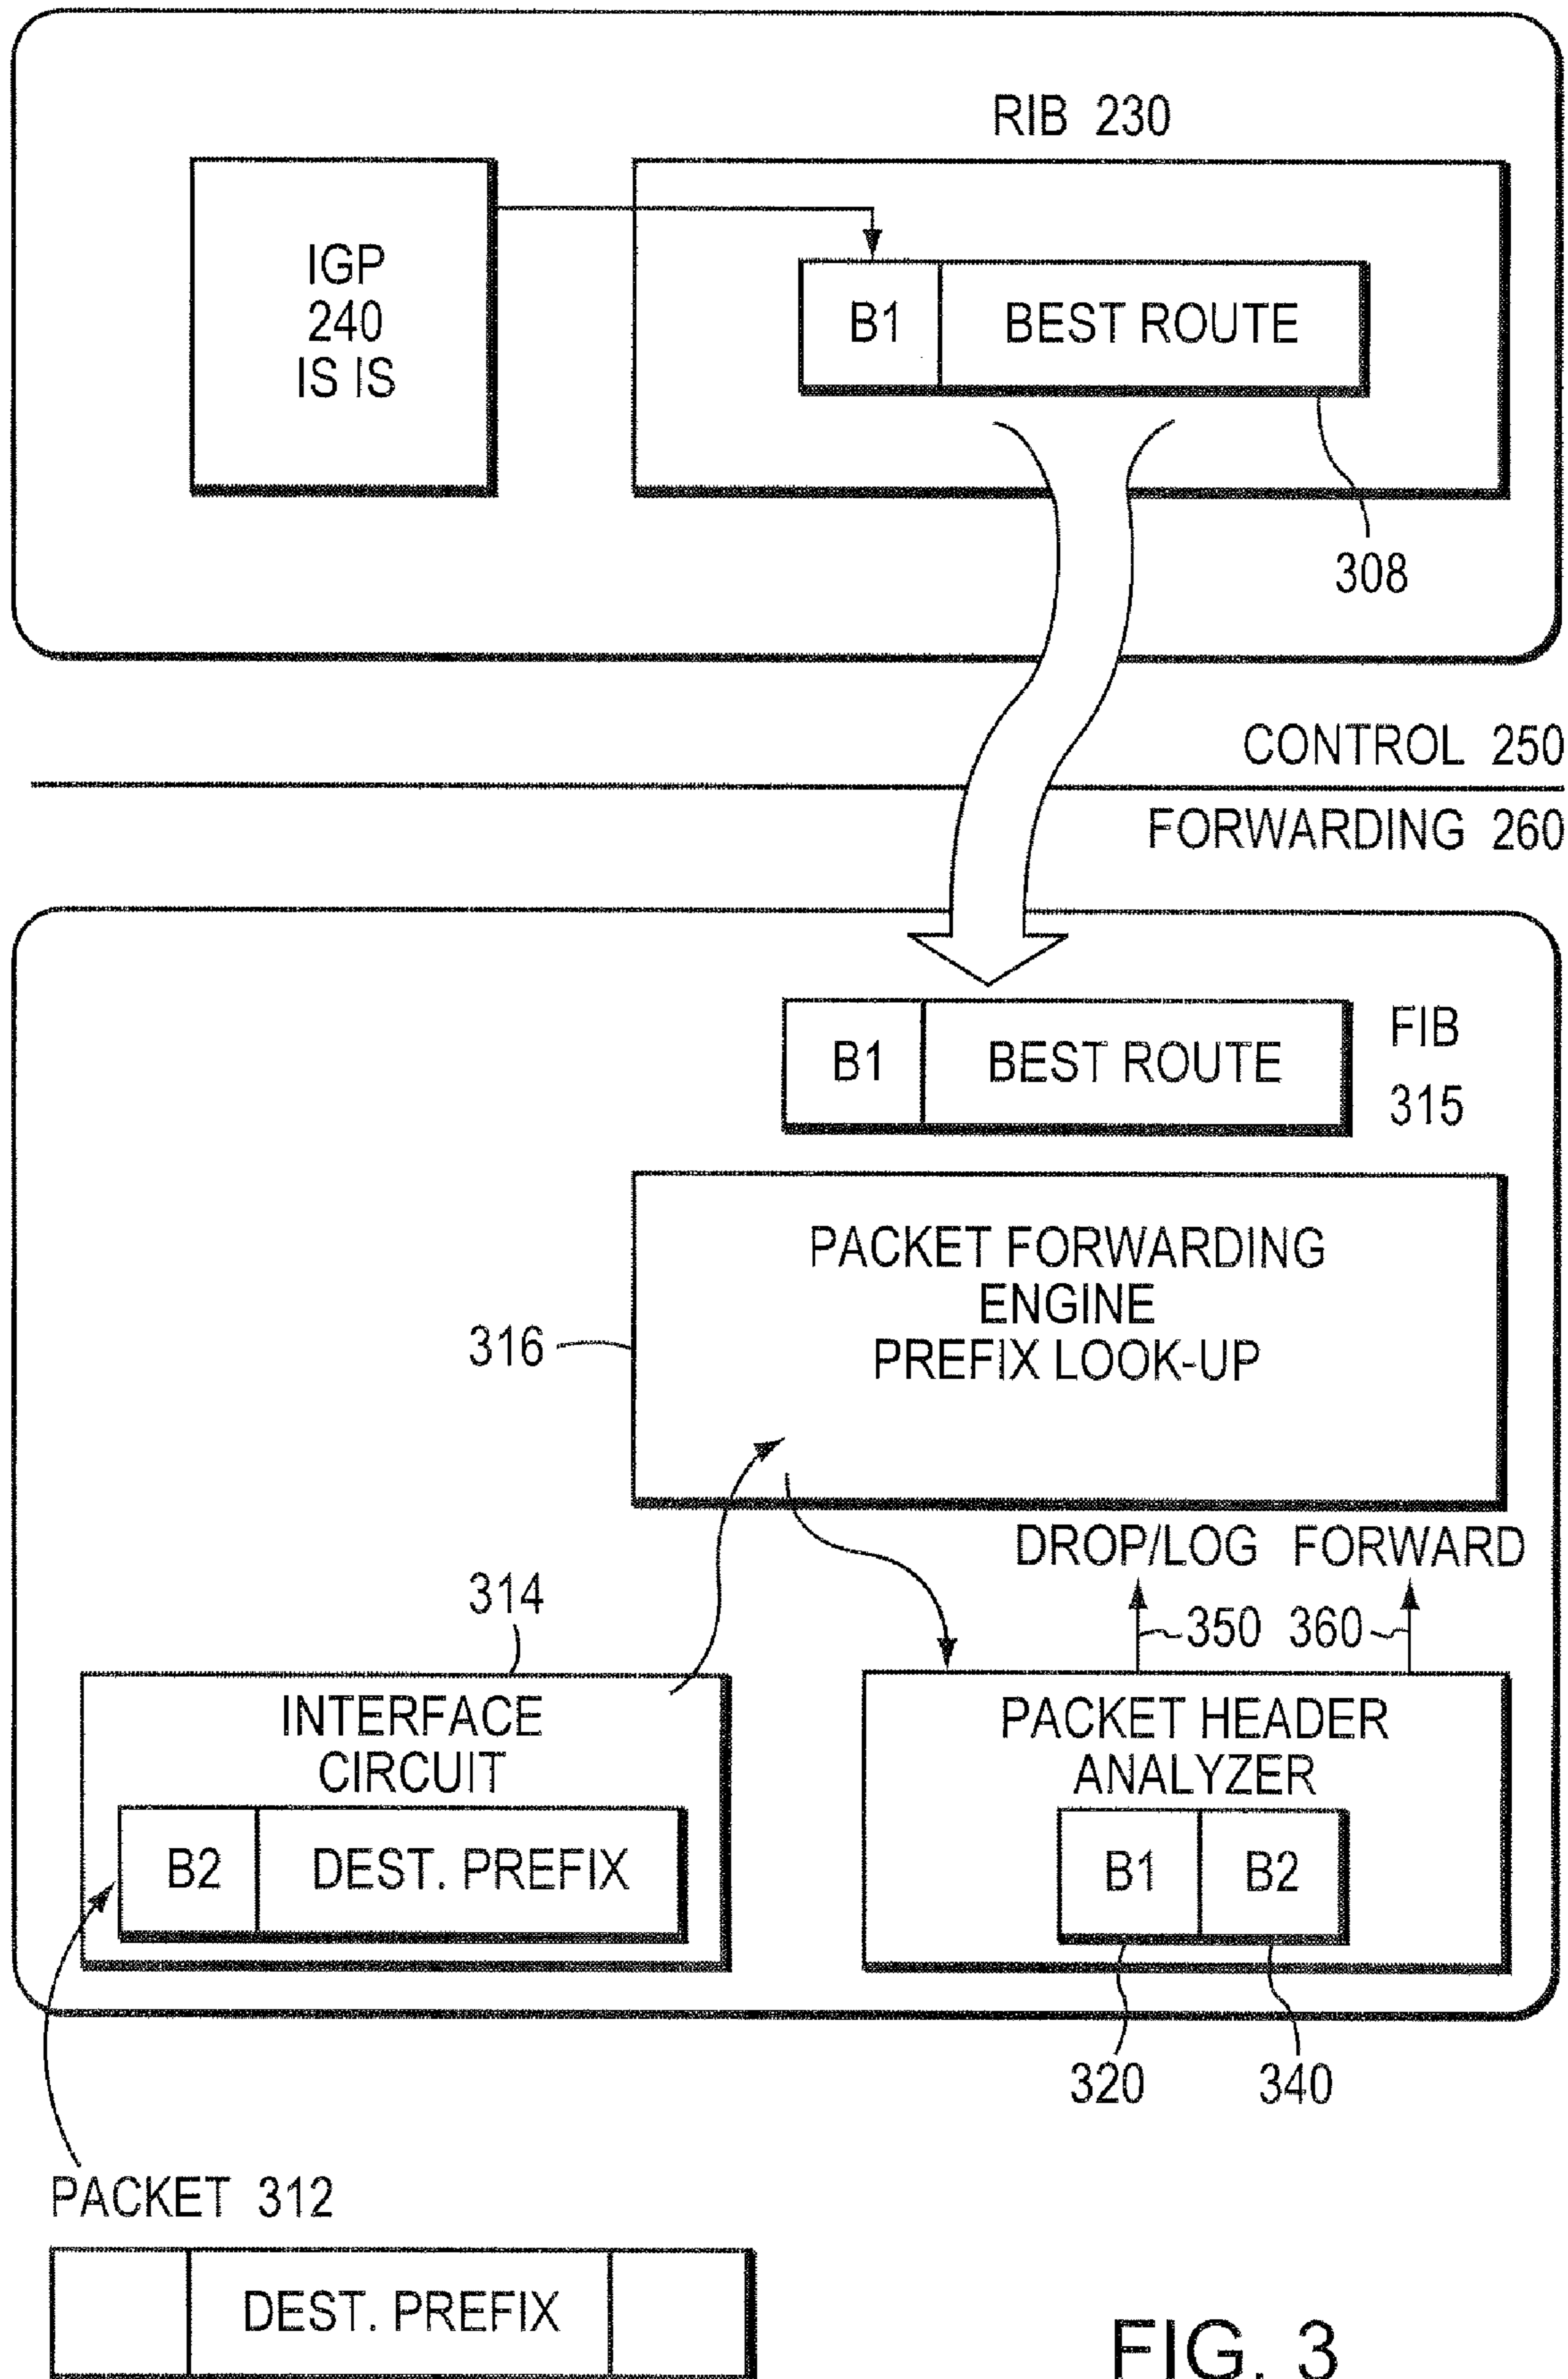 RIB 230
IGP
240
IS IS
B1
BEST ROUTE
308
CONTROL 250
FORWARDING 260
B1
BEST ROUTE
FIB
315
PACKET FORWARDING
ENGINE
PREFIX LOOK-UP
316
DROP/LOG
FORWARD
350
360
314
INTERFACE
CIRCUIT
B2
DEST. PREFIX
PACKET HEADER
ANALYZER
B1
B2
320
340
PACKET 312
DEST. PREFIX
FIG. 3